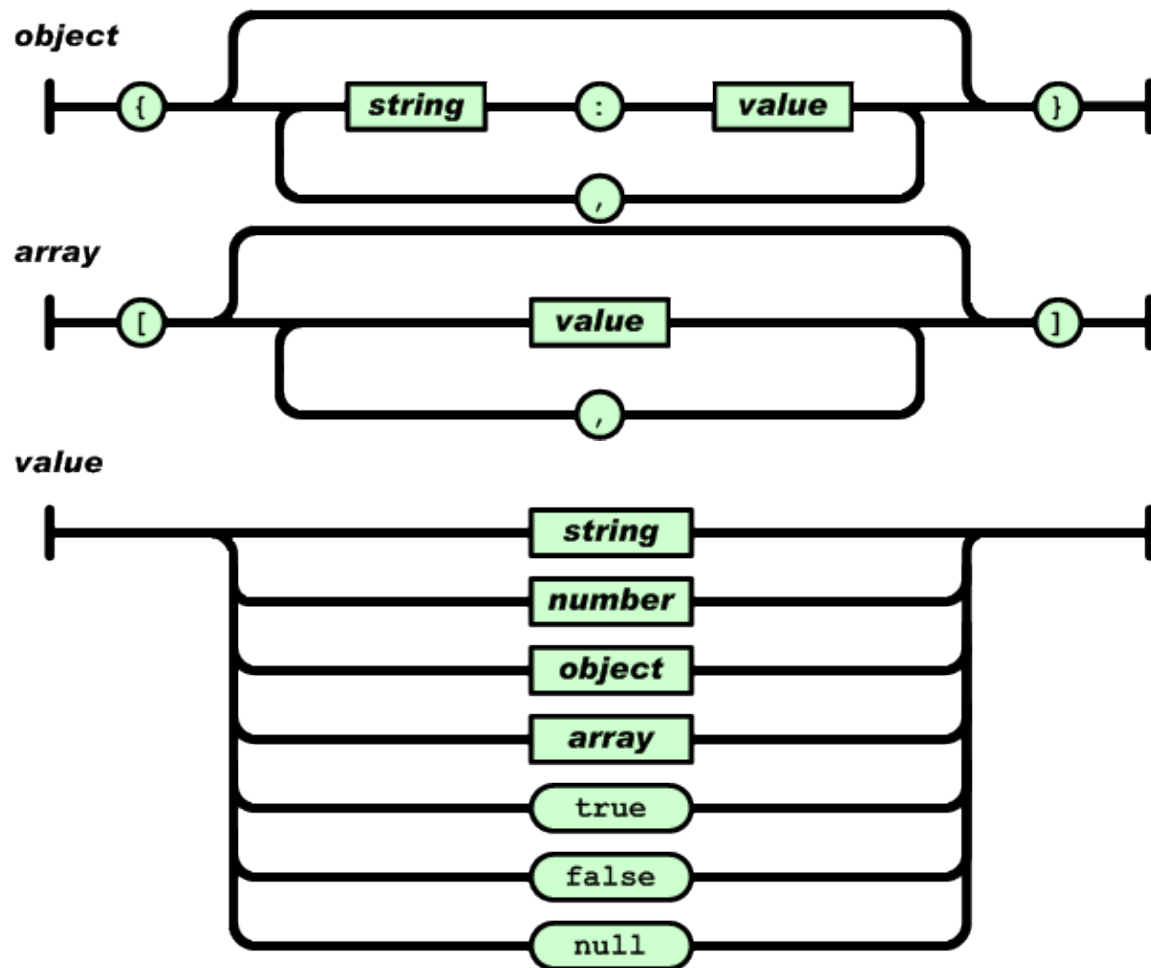 object
{ string : value }
,
array
[ value ]
,
value
string
number
object
array
true
false
null